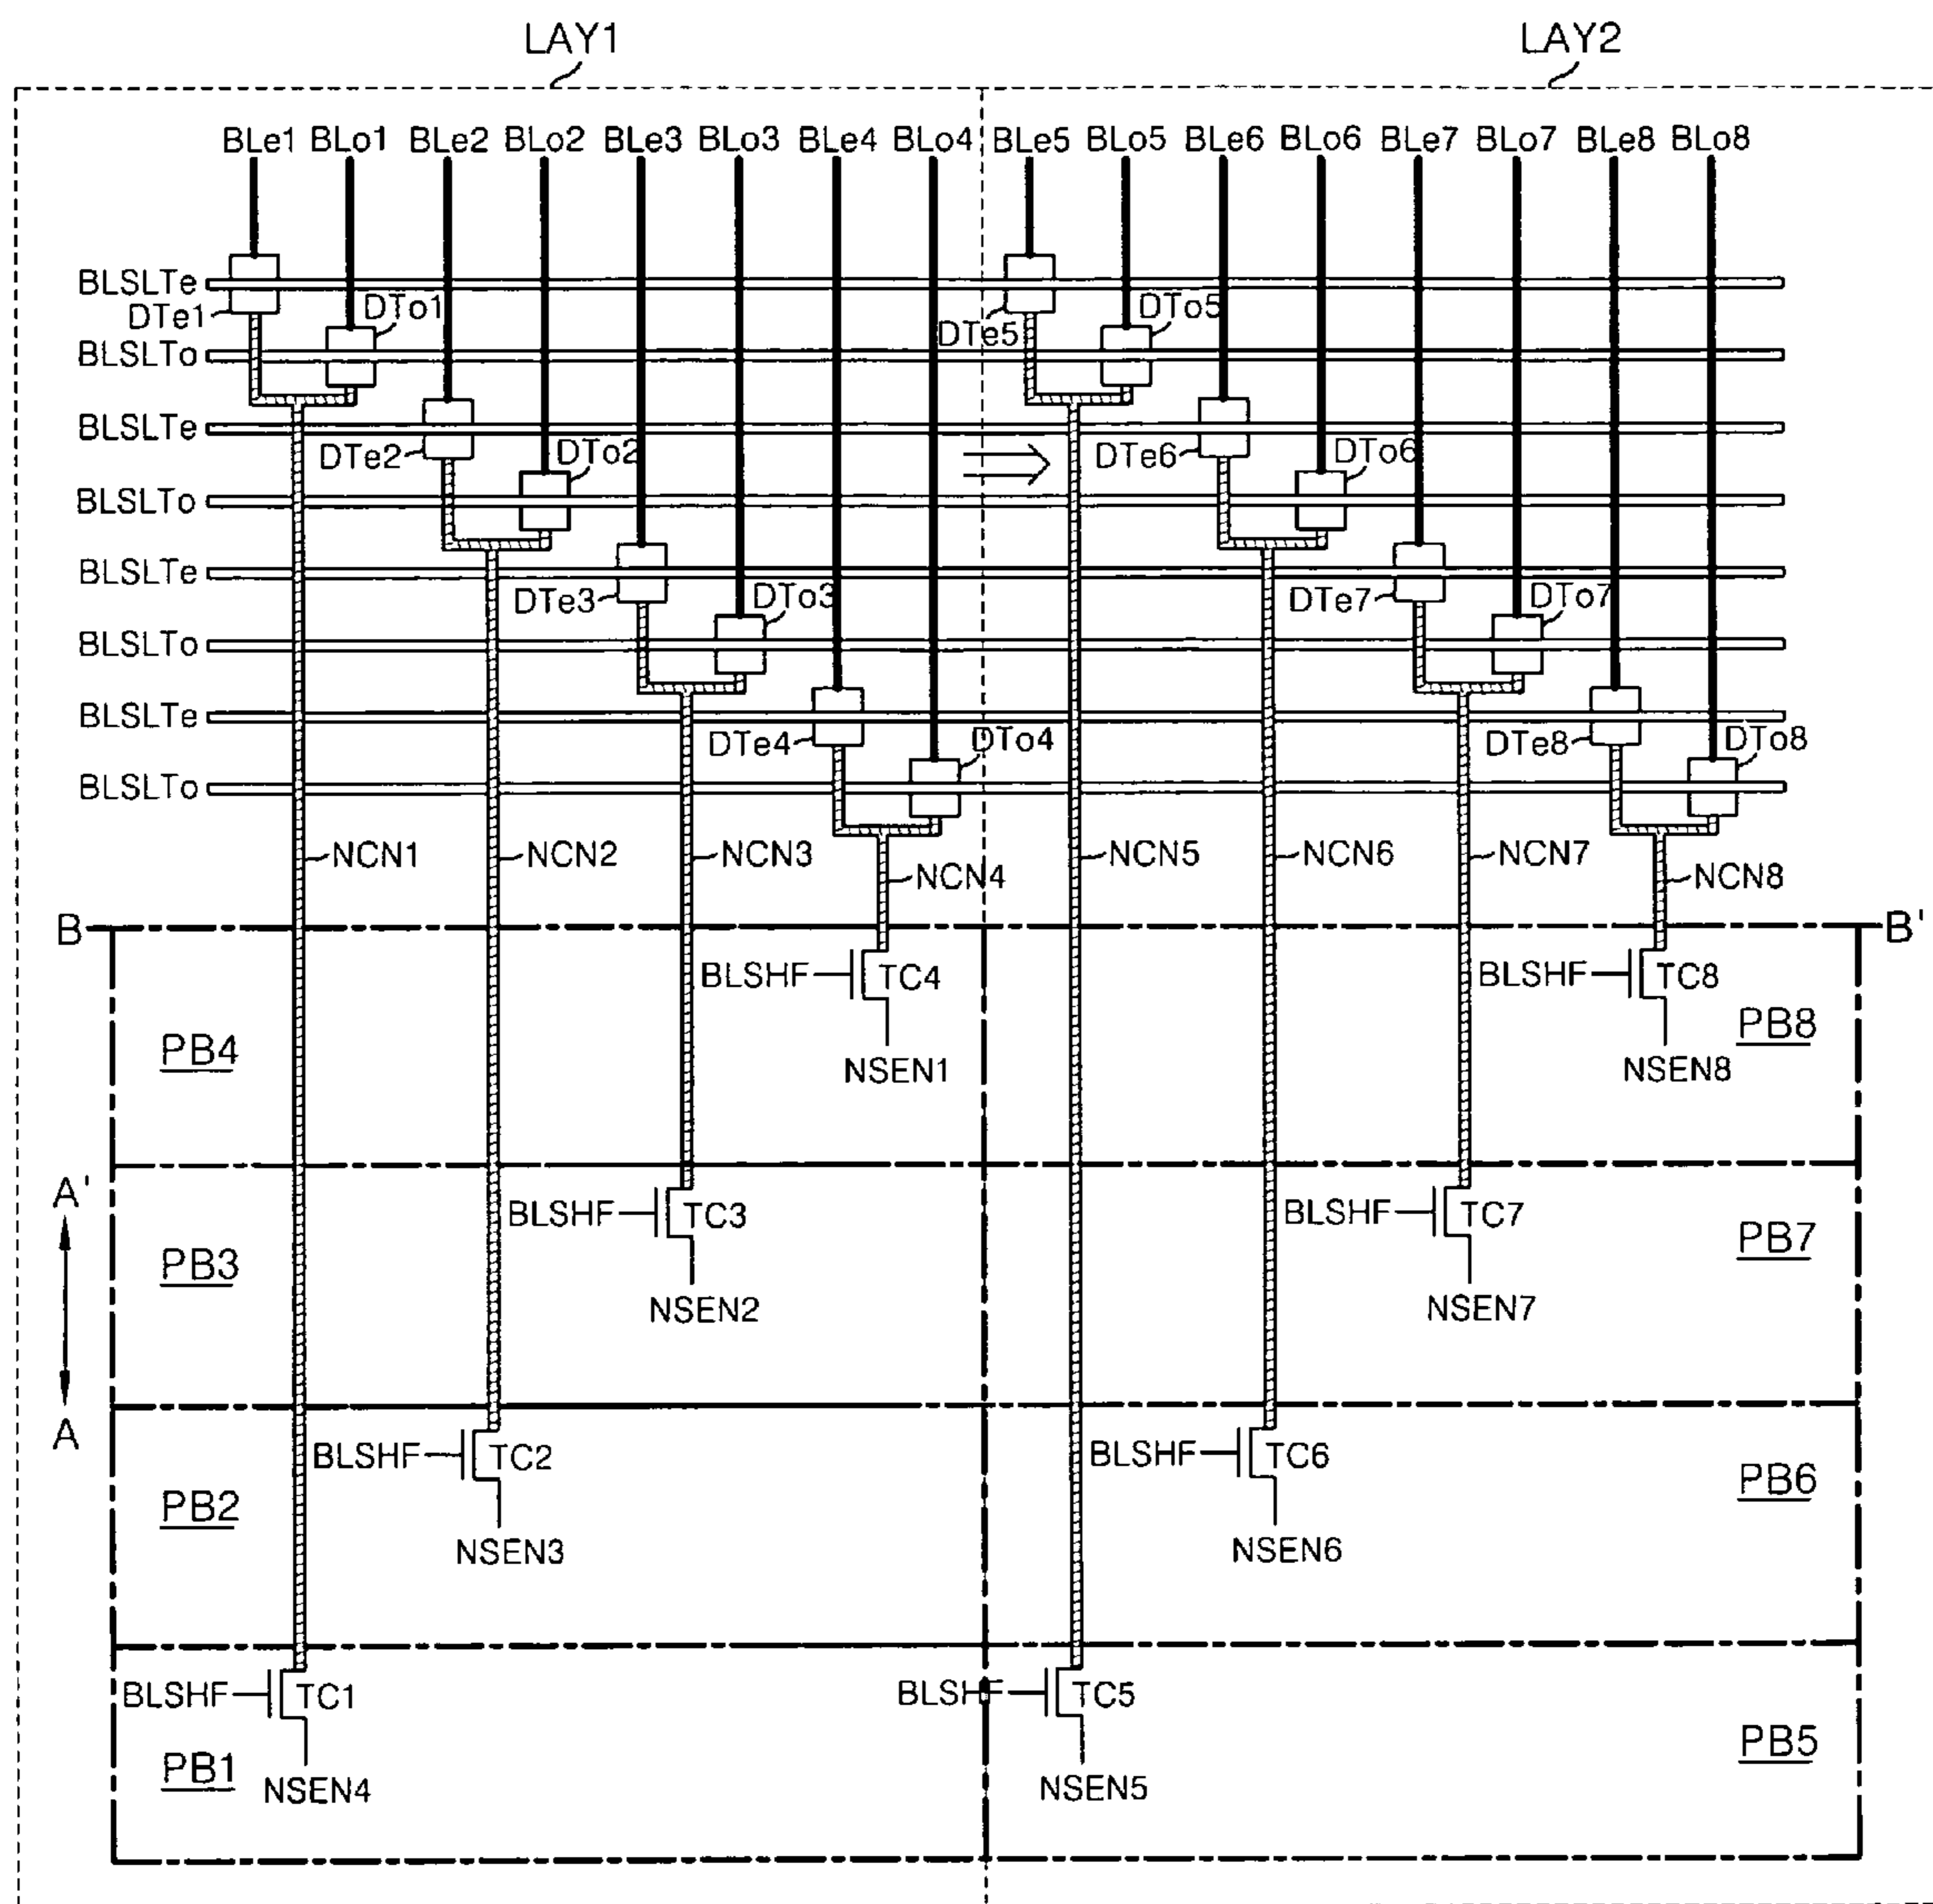 LAY1 LAY2
BLe1 BLo1 BLe2 BLo2 BLe3 BLo3 BLe4 BLo4 BLe5 BLo5 BLe6 BLo6 BLe7 BLo7 BLe8 BLo8
BLSLTe
DTe1 DTo1 DTe5 DTo5
BLSLTo
BLSLTe
DTe2 DTo2 DTe6 DTo6
BLSLTo
BLSLTe
DTe3 DTo3 DTe7 DTo7
BLSLTo
BLSLTe
DTe4 DTo4 DTe8 DTo8
BLSLTo
NCN1 NCN2 NCN3 NCN4 NCN5 NCN6 NCN7 NCN8
B B'
BLSHF TC4 BLSHF TC8
PB4 NSEN1 NSEN8 PB8
A'
BLSHF TC3 BLSHF TC7
PB3 PB7
NSEN2 NSEN7
A
BLSHF TC2 BLSHF TC6
PB2 PB6
NSEN3 NSEN6
BLSHF TC1 BLSHF TC5
PB1 PB5
NSEN4 NSEN5